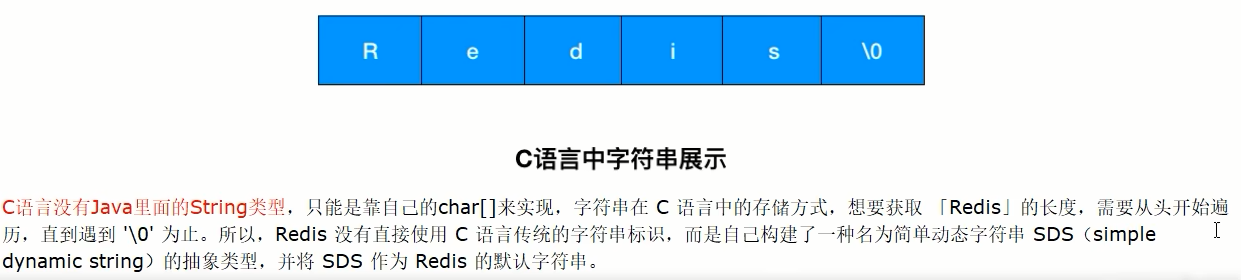 R e d i s \0
C语言中字符串展示
C语言没有Java里面的String类型，只能是靠自己的char[]来实现，字符串在 C 语言中的存储方式，想要获取 「Redis」的长度，需要从头开始遍
历，直到遇到 '\0' 为止。所以，Redis 没有直接使用 C 语言传统的字符串标识，而是自己构建了一种名为简单动态字符串 SDS（simple
dynamic string）的抽象类型，并将 SDS 作为 Redis 的默认字符串。